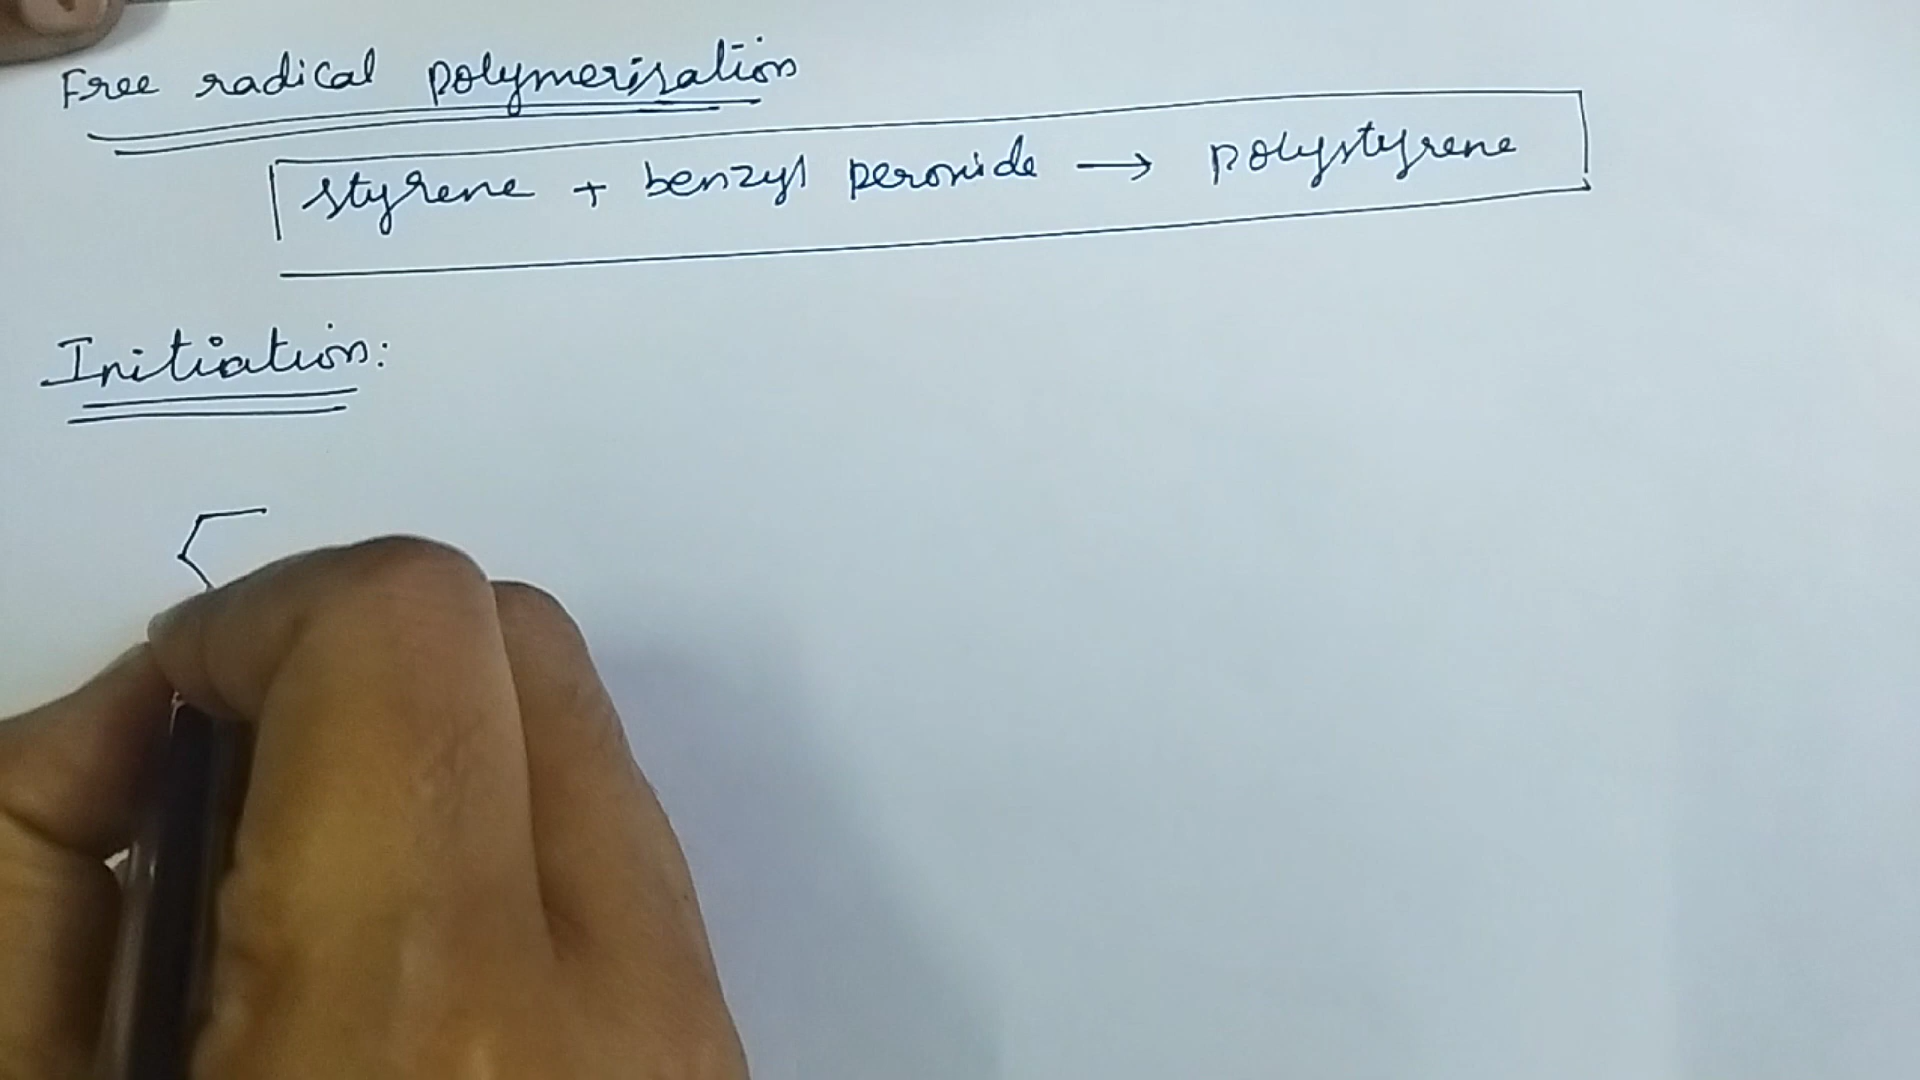 Free radical polymerisation
styrene + benzyl peroxide → polystyrene
Initiation: